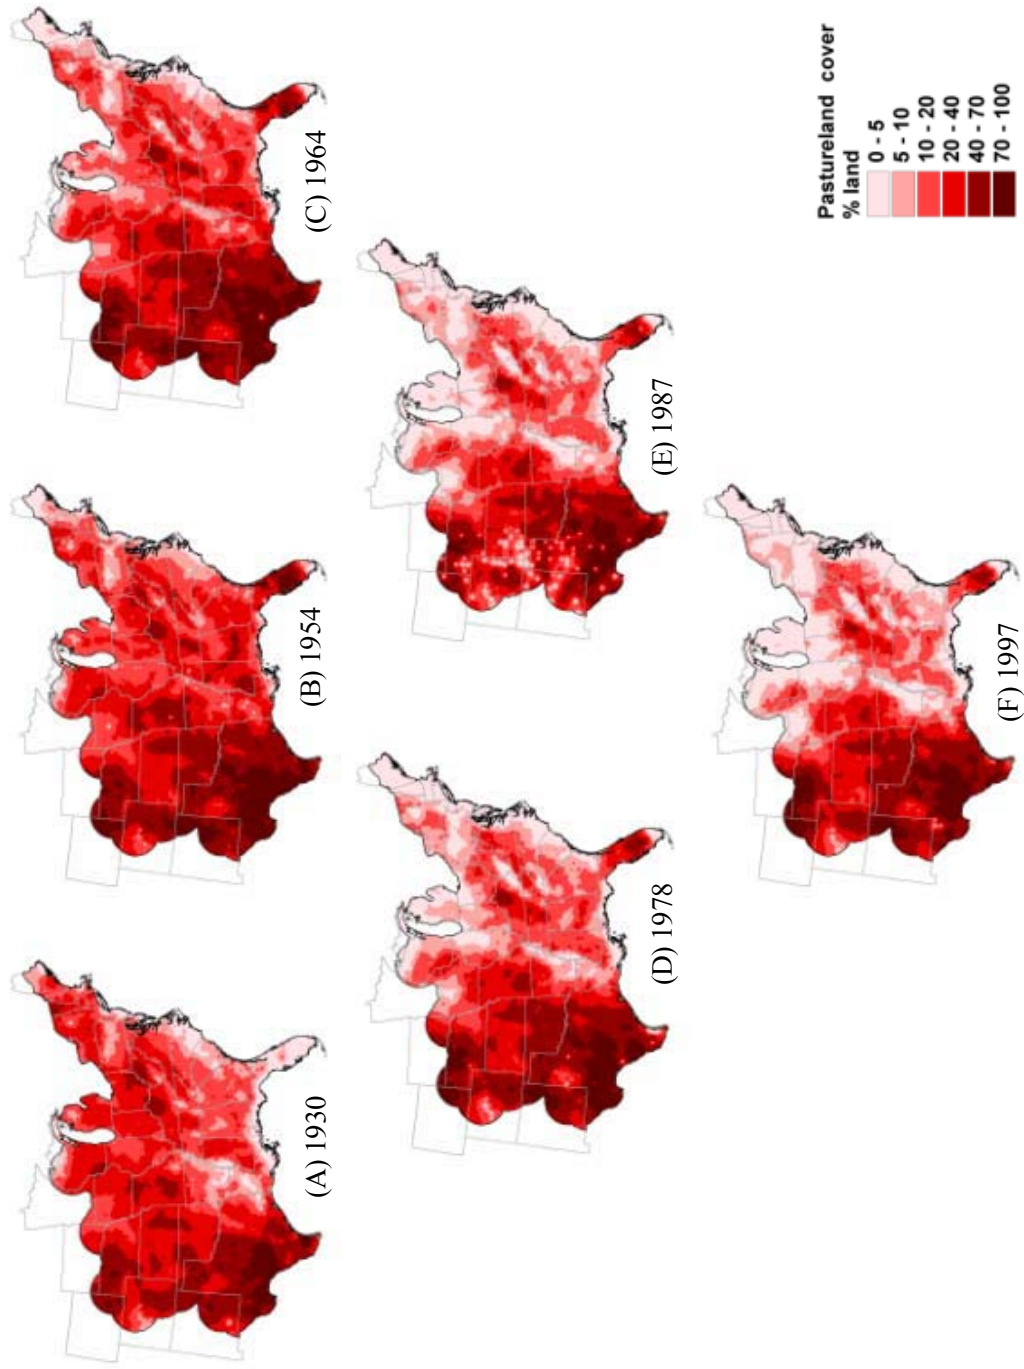 (A) 1930
(B) 1954
(C) 1964
(D) 1978
(E) 1987
(F) 1997
Pastureland cover
% land
0 - 5
5 - 10
10 - 20
20 - 40
40 - 70
70 - 100